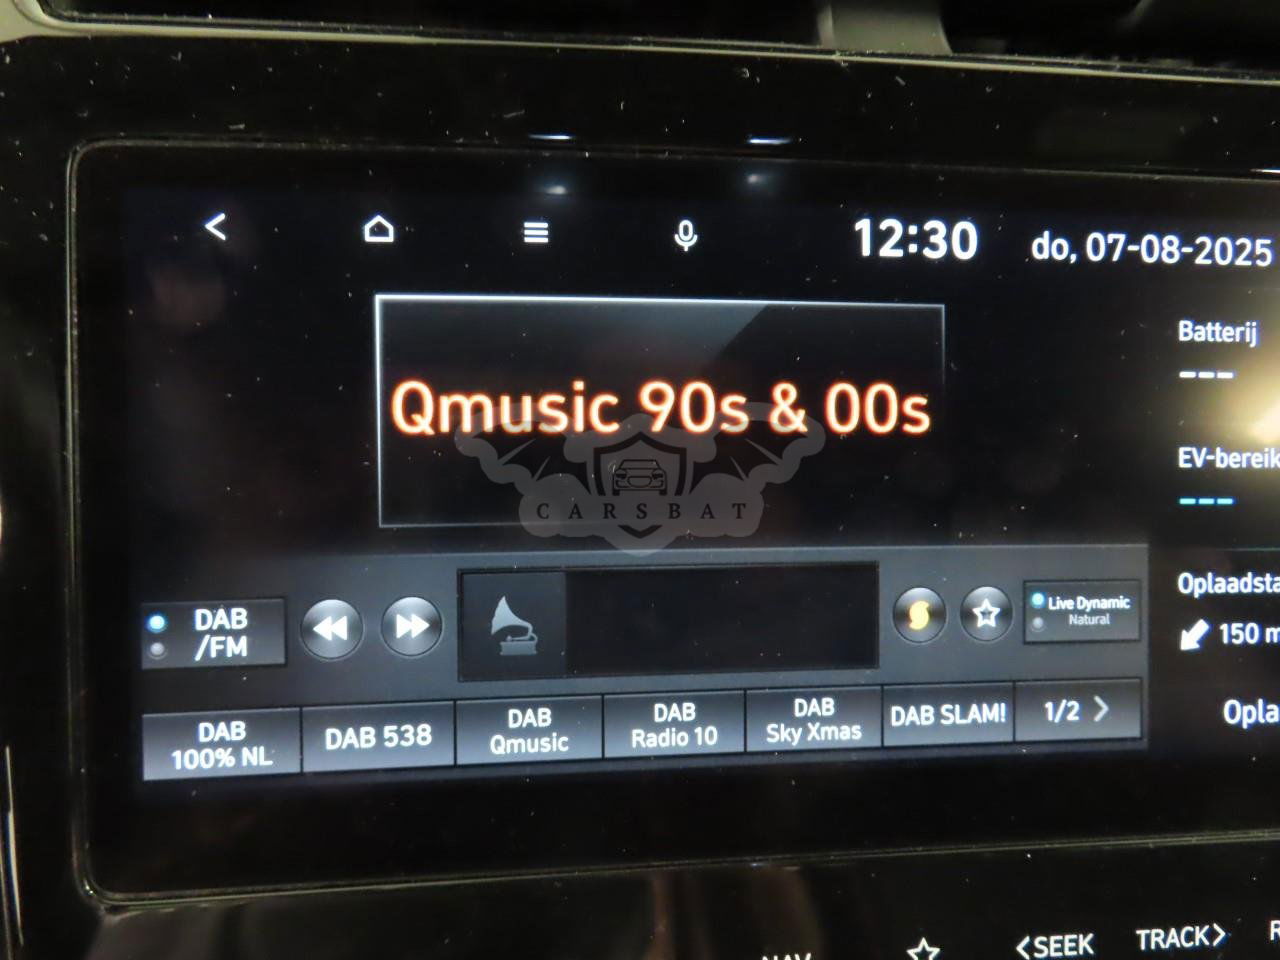 12:30
do, 07-08-2025
Qmusic 90s & 00s
Batterij
---
EV-bereik
---
CARSBAT
DAB
/FM
Live Dynamic
Natural
150 m
DAB
100% NL
DAB 538
DAB
Qmusic
DAB
Radio 10
DAB
Sky Xmas
DAB SLAM!
1/2 >
<SEEK
TRACK>